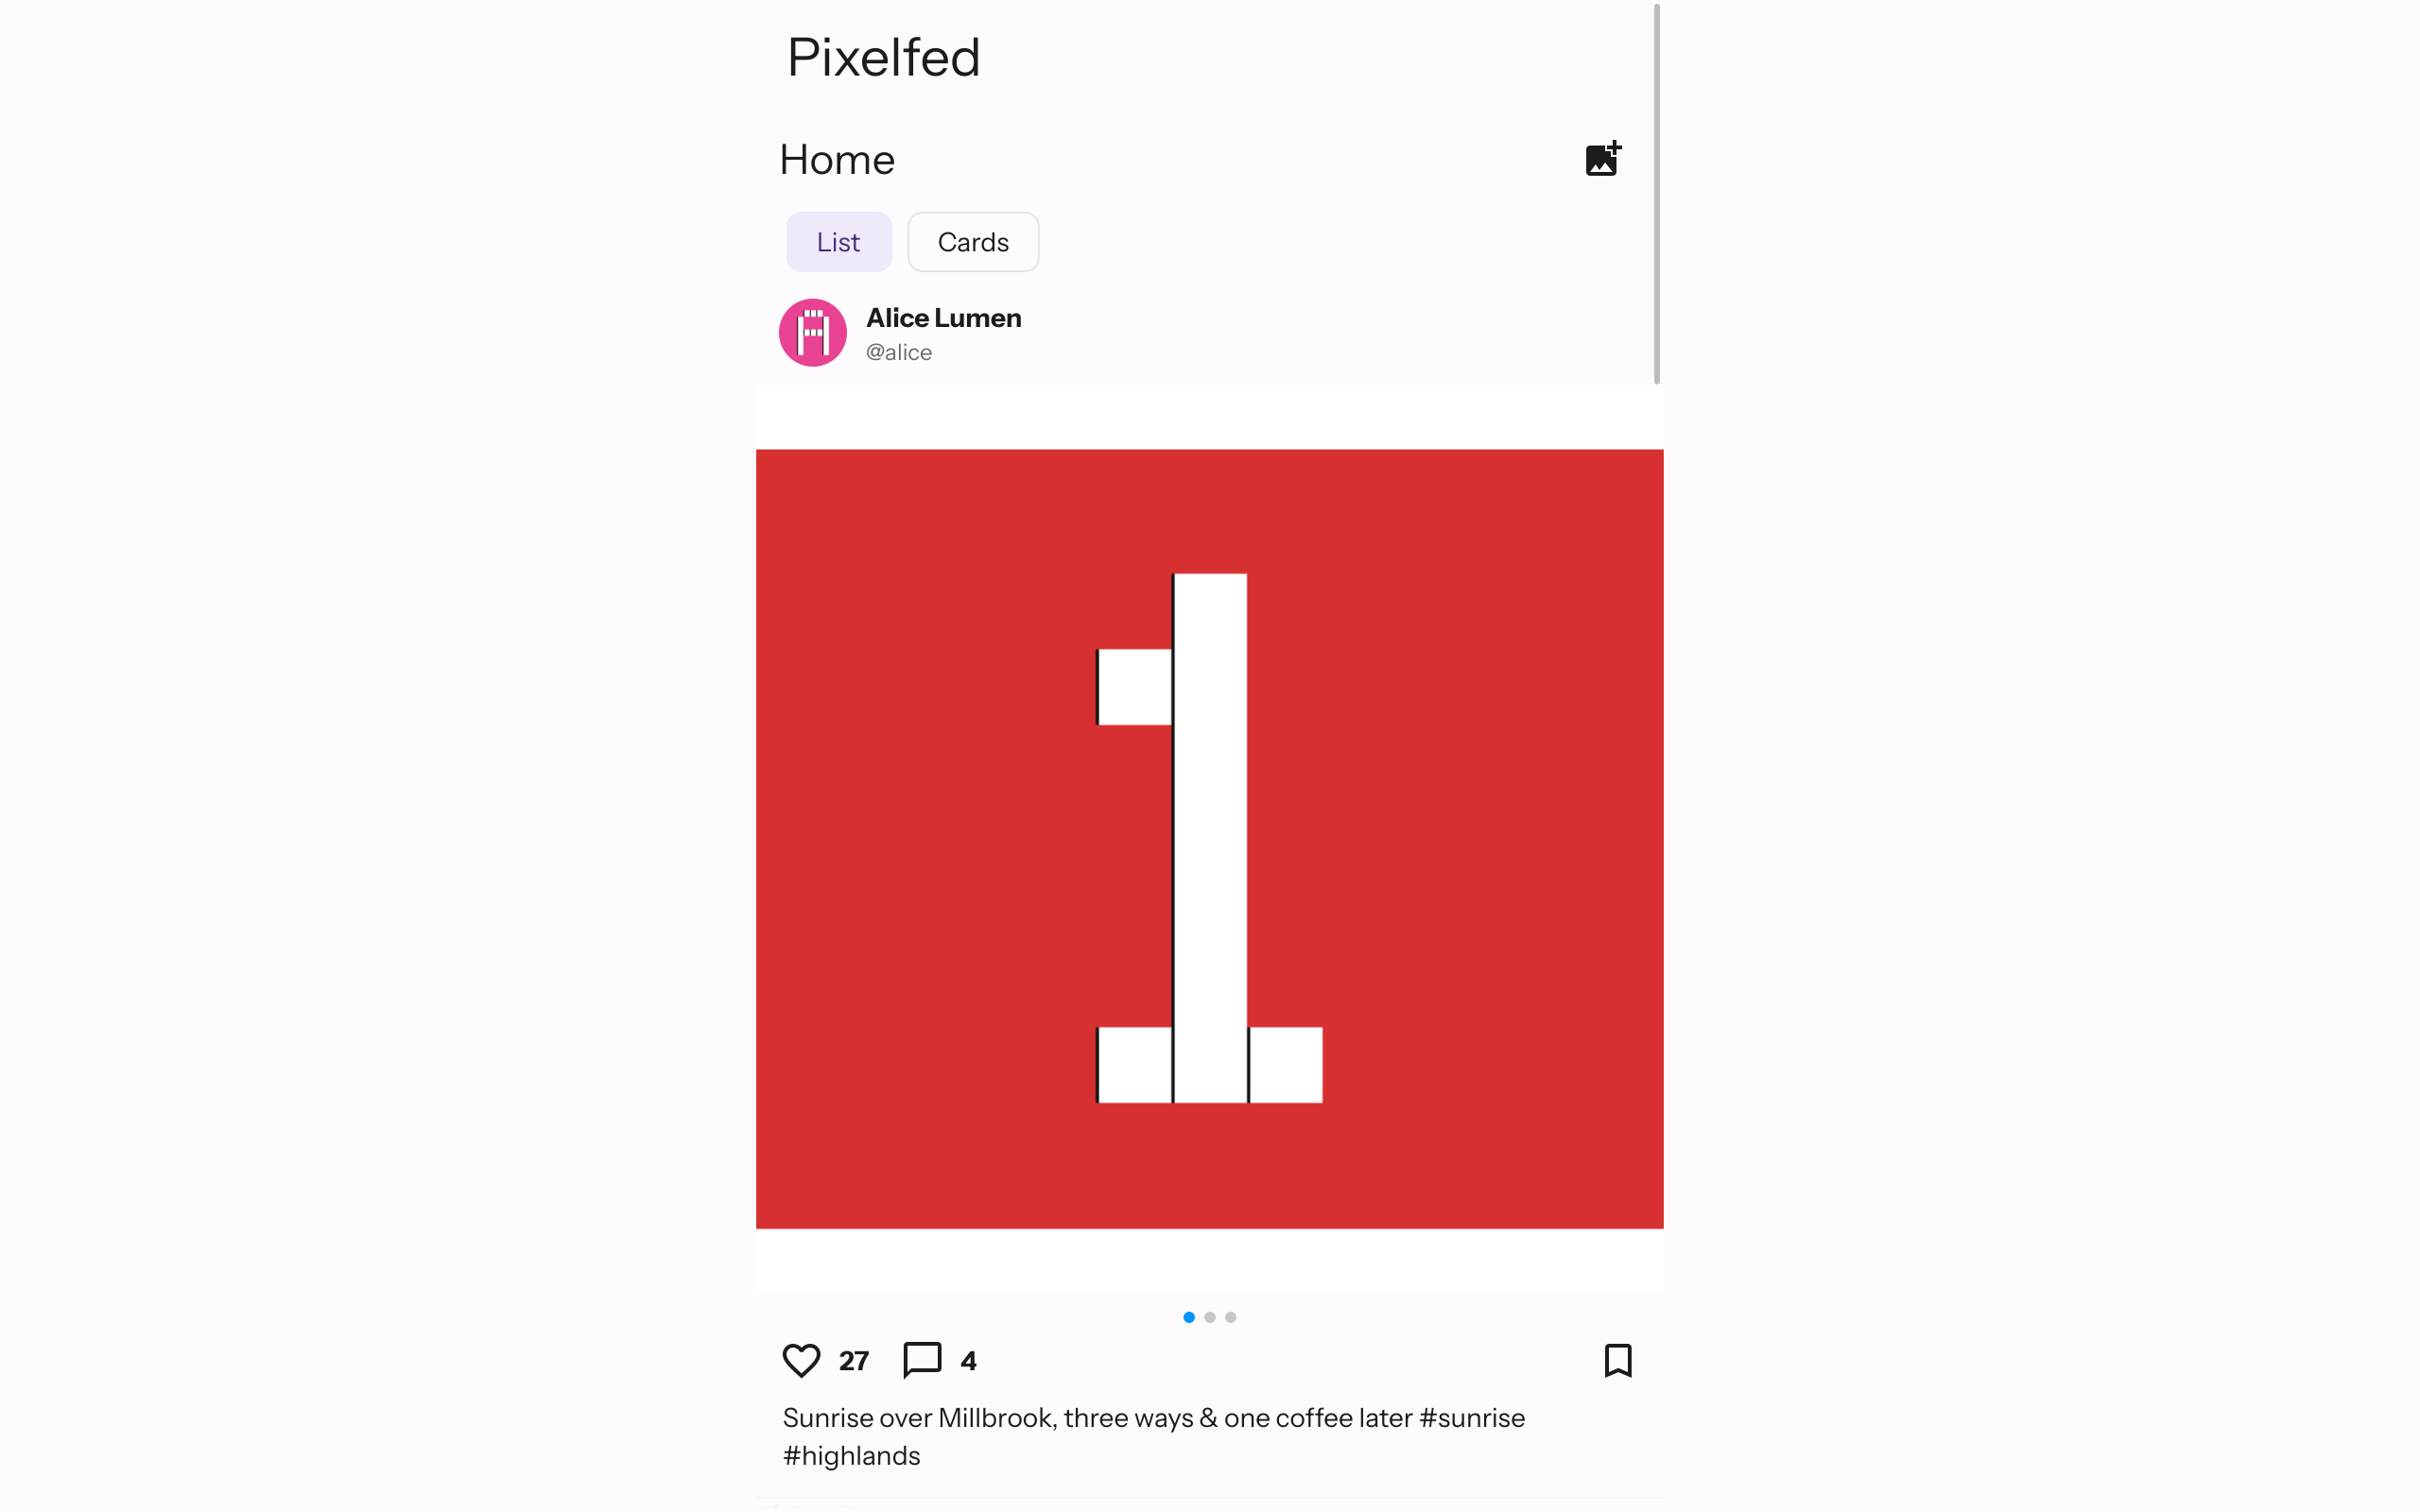 Pixelfed
Home
List Cards
Alice Lumen
@alice
1
27 4
Sunrise over Millbrook, three ways & one coffee later #sunrise
#highlands